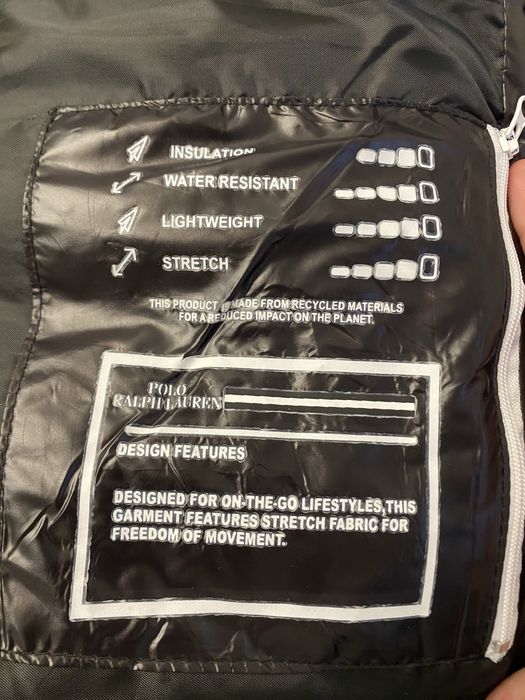 INSULATION
WATER RESISTANT
LIGHTWEIGHT
STRETCH
THIS PRODUCT IS MADE FROM RECYCLED MATERIALS
FOR A REDUCED IMPACT ON THE PLANET.
POLO
RALPH LAUREN
DESIGN FEATURES
DESIGNED FOR ON-THE-GO LIFESTYLES,THIS
GARMENT FEATURES STRETCH FABRIC FOR
FREEDOM OF MOVEMENT.